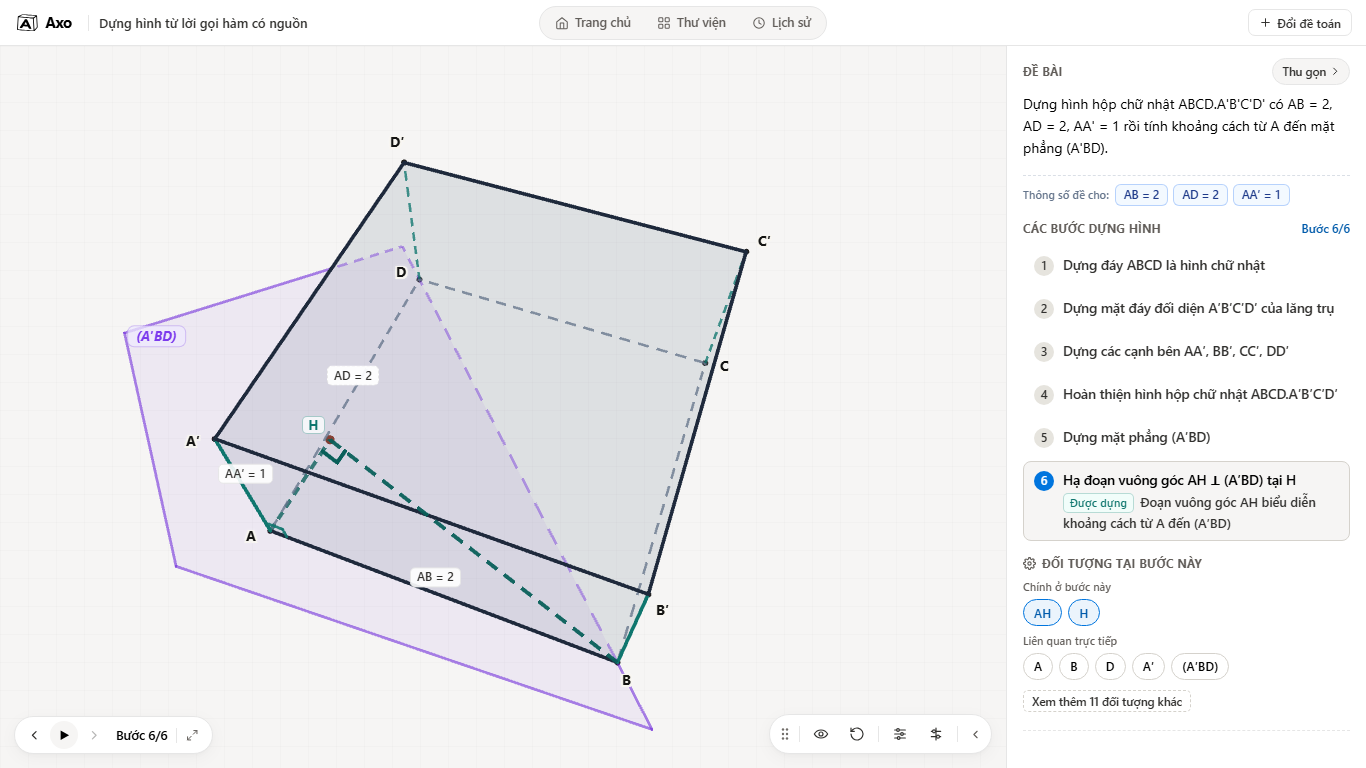 Axo
Dựng hình từ lời gọi hàm có nguồn
Trang chủ
Thư viện
Lịch sử
Đổi đề toán
D′
C′
D
(A′BD)
C
AD = 2
H
A′
AA′ = 1
A
AB = 2
B′
B
Bước 6/6
ĐỀ BÀI
Thu gọn
Dựng hình hộp chữ nhật ABCD.A'B'C'D' có AB = 2,
AD = 2, AA' = 1 rồi tính khoảng cách từ A đến mặt
phẳng (A'BD).
Thông số đề cho:
AB = 2
AD = 2
AA′ = 1
CÁC BƯỚC DỰNG HÌNH
Bước 6/6
1 Dựng đáy ABCD là hình chữ nhật
2 Dựng mặt đáy đối diện A′B′C′D′ của lăng trụ
3 Dựng các cạnh bên AA′, BB′, CC′, DD′
4 Hoàn thiện hình hộp chữ nhật ABCD.A′B′C′D′
5 Dựng mặt phẳng (A′BD)
6 Hạ đoạn vuông góc AH ⊥ (A′BD) tại H
Được dựng Đoạn vuông góc AH biểu diễn
khoảng cách từ A đến (A′BD)
ĐỐI TƯỢNG TẠI BƯỚC NÀY
Chính ở bước này
AH
H
Liên quan trực tiếp
A
B
D
A′
(A′BD)
Xem thêm 11 đối tượng khác